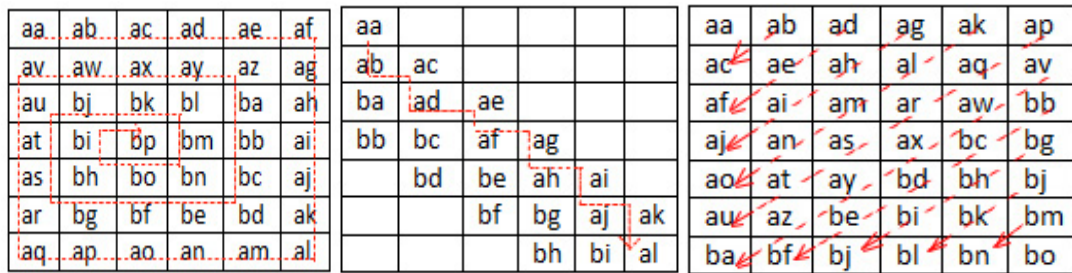 aa ab ac ad ae af
av aw ax ay az ag
au bj bk bl ba ah
at bi bp bm bb ai
as bh bo bn bc aj
ar bg bf be bd ak
aq ap ao an am al
aa
ab ac
ba ad ae
bb bc af ag
bd be ah ai
bf bg aj ak
bh bi al
aa ab ad ag ak ap
ac ae ah al aq av
af ai am ar aw bb
aj an as ax bc bg
ao at ay bd bh bj
au az be bi bk bm
ba bf bj bl bn bo